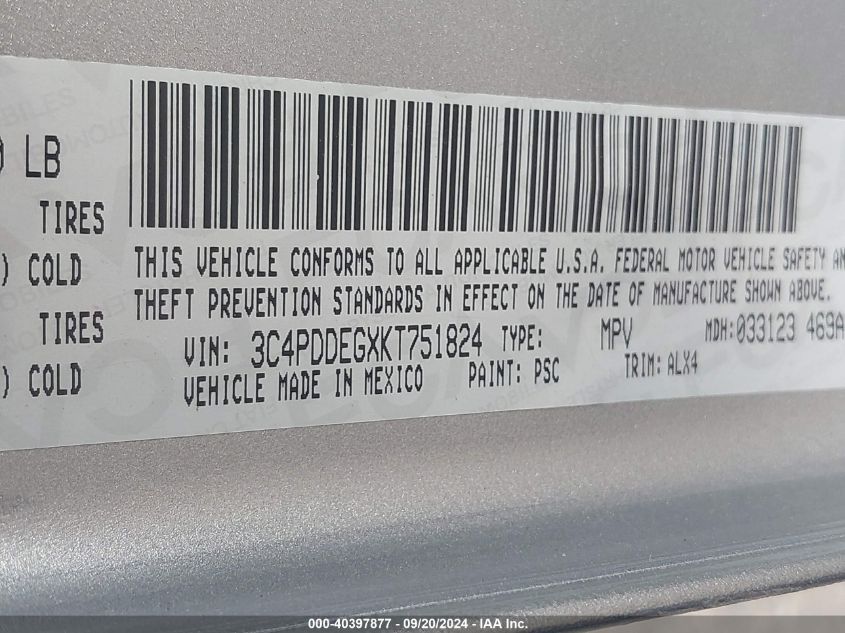 LB
TIRES
) COLD
TIRES
) COLD
THIS VEHICLE CONFORMS TO ALL APPLICABLE U.S.A. FEDERAL MOTOR VEHICLE SAFETY AN
THEFT PREVENTION STANDARDS IN EFFECT ON THE DATE OF MANUFACTURE SHOWN ABOVE.
VIN: 3C4PDDEGXKT751824 TYPE: MPV MDH:033123 469A
VEHICLE MADE IN MEXICO PAINT: PSC TRIM: ALX4
000-40397877 - 09/20/2024 - IAA Inc.